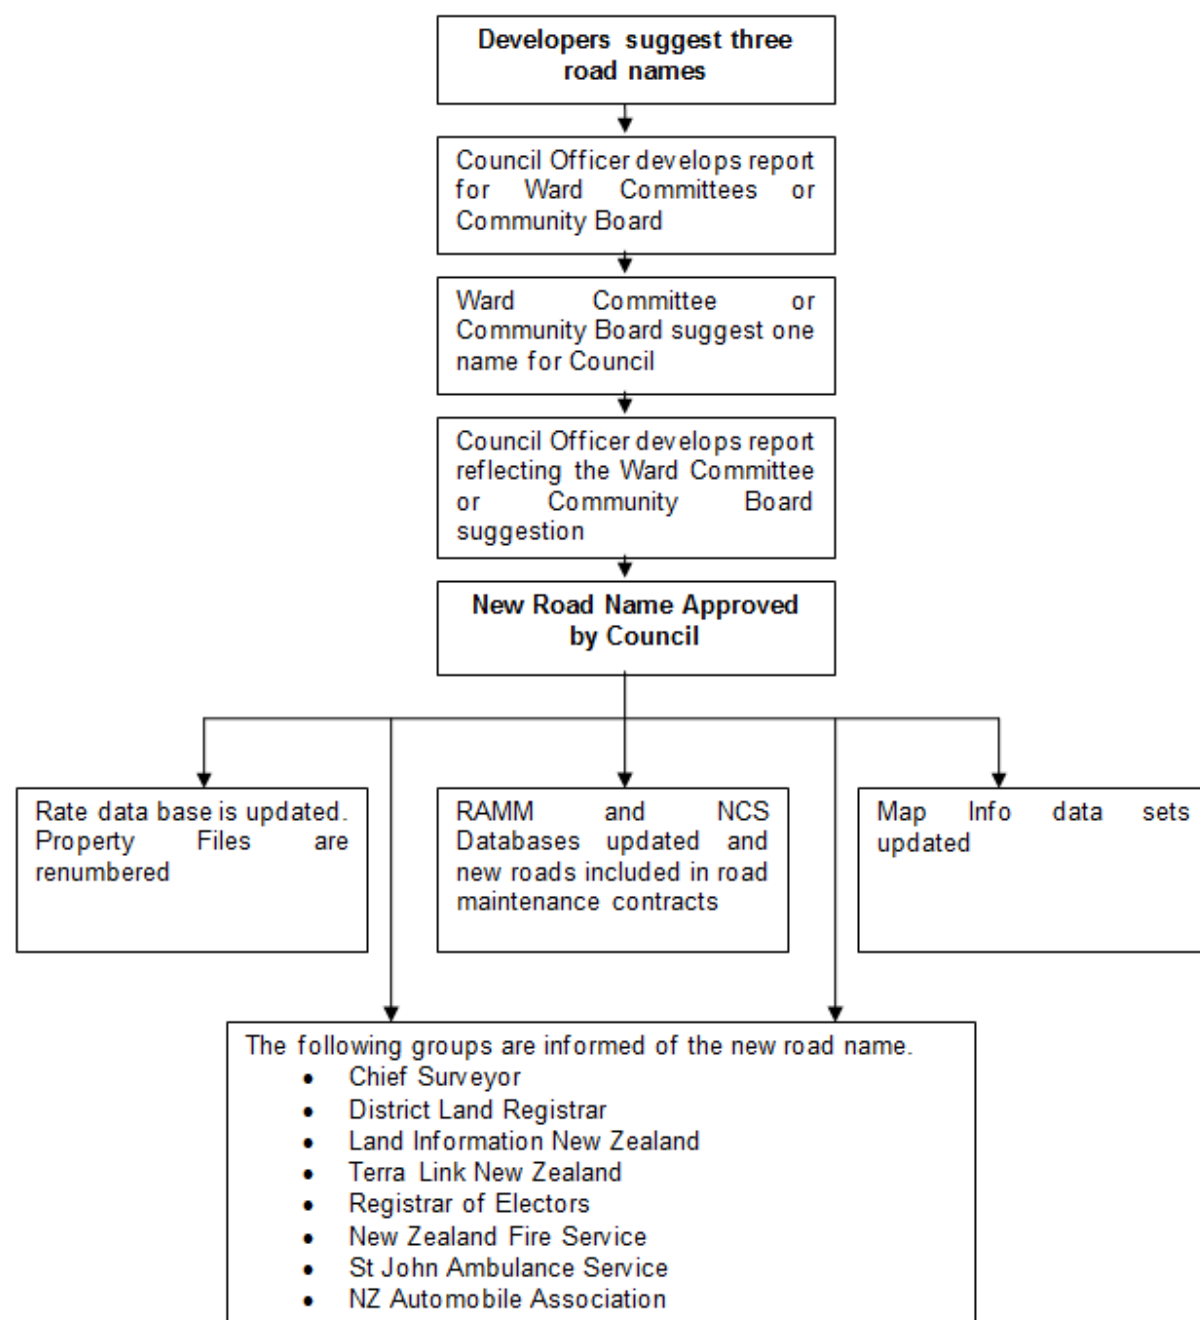 Developers suggest three
road names
Council Officer develops report
for Ward Committees or
Community Board
Ward Committee or
Community Board suggest one
name for Council
Council Officer develops report
reflecting the Ward Committee
or Community Board
suggestion
New Road Name Approved
by Council
Rate data base is updated.
Property Files are
renumbered
RAMM and NCS
Databases updated and
new roads included in road
maintenance contracts
Map Info data sets
updated
The following groups are informed of the new road name.
• Chief Surveyor
• District Land Registrar
• Land Information New Zealand
• Terra Link New Zealand
• Registrar of Electors
• New Zealand Fire Service
• St John Ambulance Service
• NZ Automobile Association